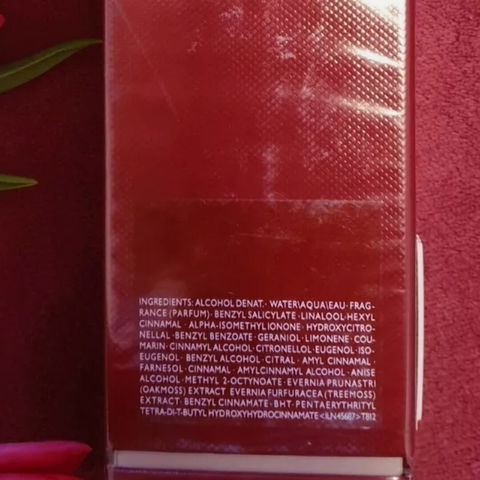 INGREDIENTS: ALCOHOL DENAT. · WATER\AQUA\EAU · FRAG-
RANCE (PARFUM) · BENZYL SALICYLATE · LINALOOL · HEXYL
CINNAMAL · ALPHA-ISOMETHYL IONONE · HYDROXYCITRO-
NELLAL · BENZYL BENZOATE · GERANIOL · LIMONENE · COU-
MARIN · CINNAMYL ALCOHOL · CITRONELLOL · EUGENOL · ISO-
EUGENOL · BENZYL ALCOHOL · CITRAL · AMYL CINNAMAL ·
FARNESOL · CINNAMAL · AMYLCINNAMYL ALCOHOL · ANISE
ALCOHOL · METHYL 2-OCTYNOATE · EVERNIA PRUNASTRI
(OAKMOSS) EXTRACT · EVERNIA FURFURACEA (TREEMOSS)
EXTRACT · BENZYL CINNAMATE · BHT · PENTAERYTHRITYL
TETRA-DI-T-BUTYL HYDROXYHYDROCINNAMATE <ILN45687> T812